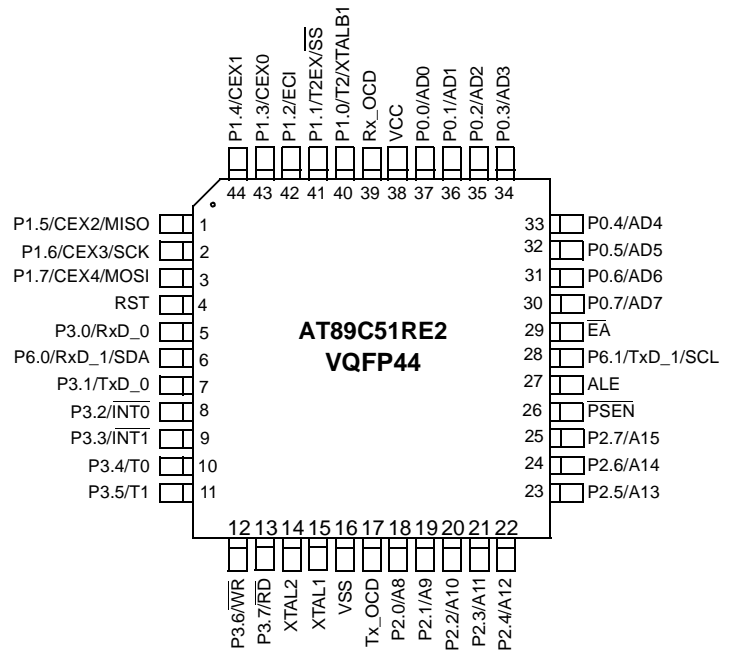 P1.4/CEX1
P1.3/CEX0
P1.2/ECI
P1.1/T2EX/S̅S̅
P1.0/T2/XTALB1
Rx_OCD
VCC
P0.0/AD0
P0.1/AD1
P0.2/AD2
P0.3/AD3
44 43 42 41 40 39 38 37 36 35 34
P1.5/CEX2/MISO 1
P1.6/CEX3/SCK 2
P1.7/CEX4/MOSI 3
RST 4
P3.0/RxD_0 5
P6.0/RxD_1/SDA 6
P3.1/TxD_0 7
P3.2/I̅N̅T̅0̅ 8
P3.3/I̅N̅T̅1̅ 9
P3.4/T0 10
P3.5/T1 11
AT89C51RE2
VQFP44
33 P0.4/AD4
32 P0.5/AD5
31 P0.6/AD6
30 P0.7/AD7
29 E̅A̅
28 P6.1/TxD_1/SCL
27 ALE
26 P̅S̅E̅N̅
25 P2.7/A15
24 P2.6/A14
23 P2.5/A13
12 13 14 15 16 17 18 19 20 21 22
P3.6/W̅R̅
P3.7/R̅D̅
XTAL2
XTAL1
VSS
Tx_OCD
P2.0/A8
P2.1/A9
P2.2/A10
P2.3/A11
P2.4/A12